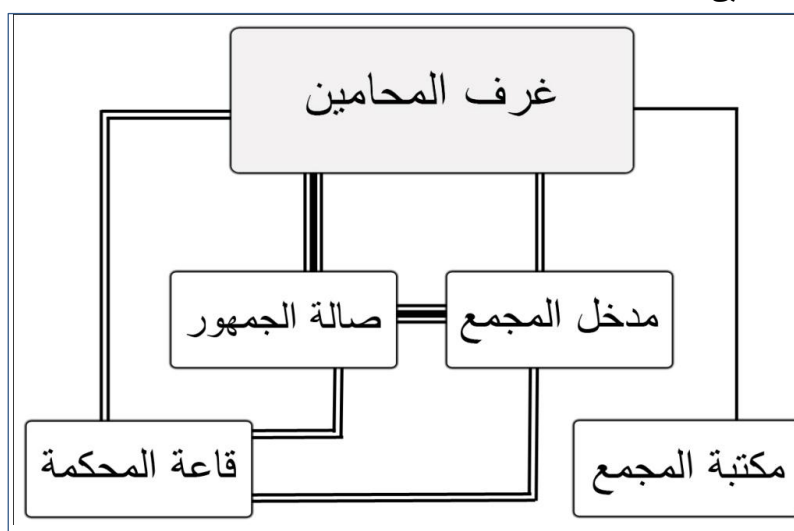 غرف المحامين
مدخل المجمع
صالة الجمهور
مكتبة المجمع
قاعة المحكمة